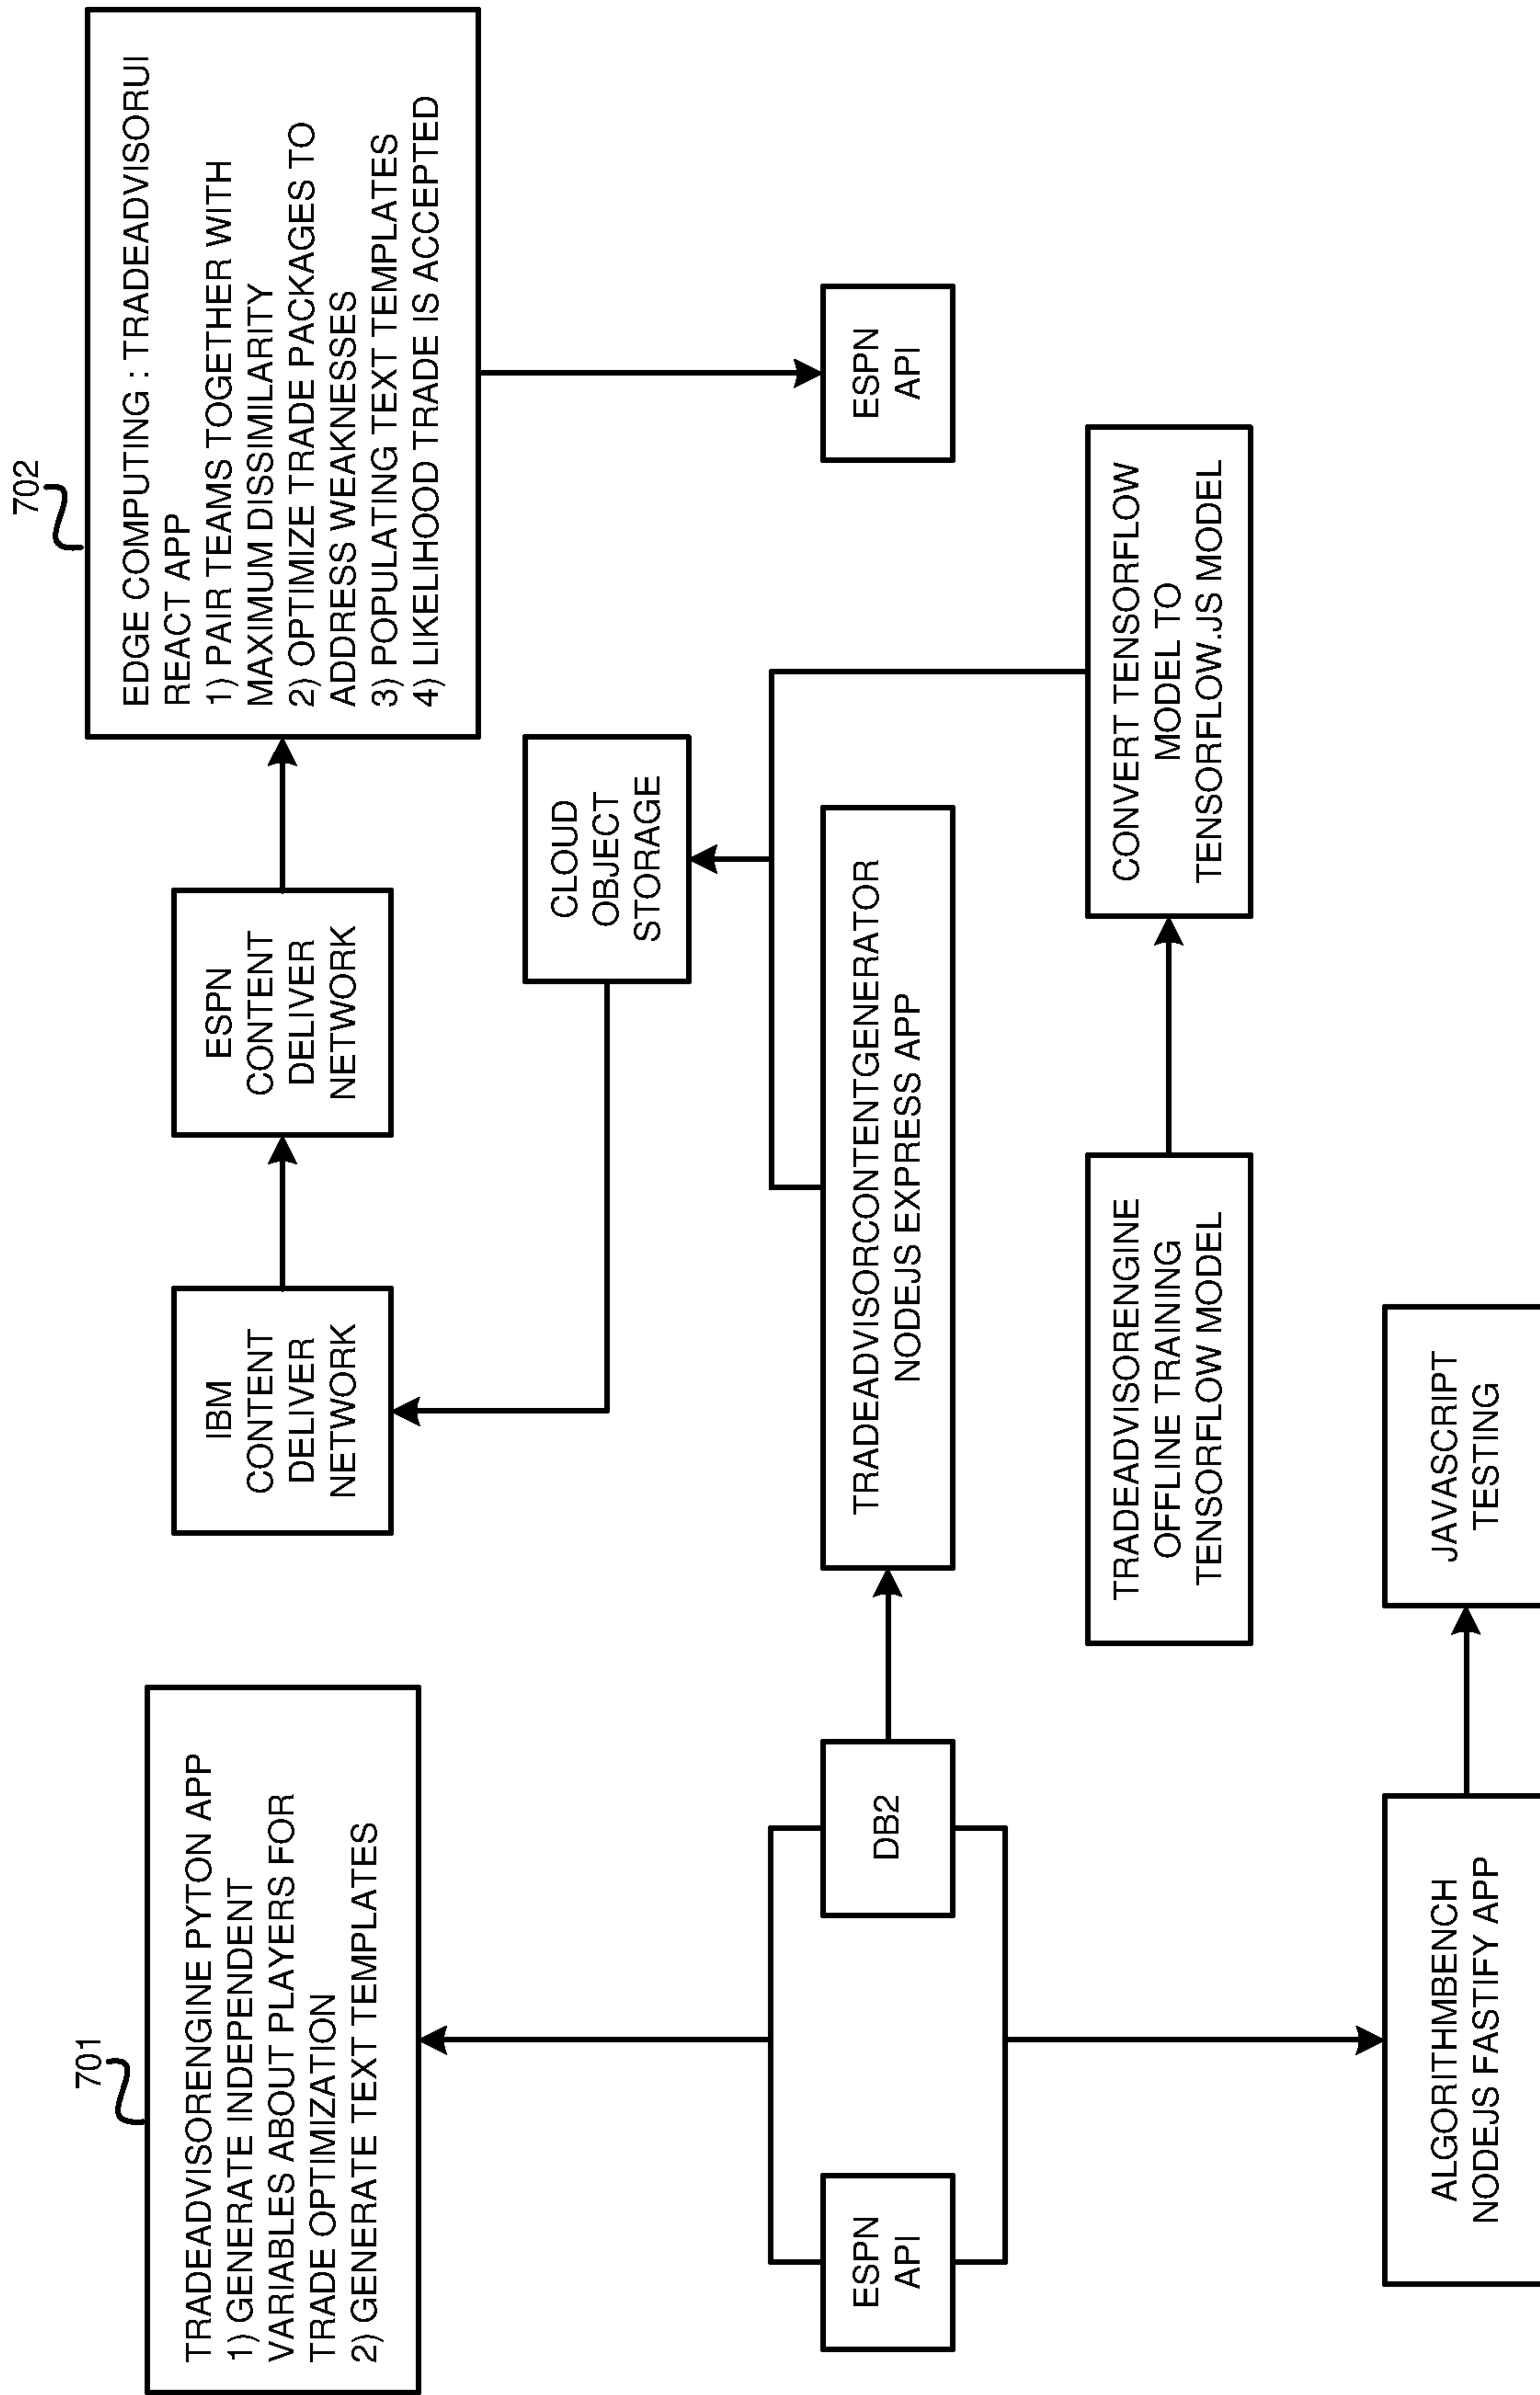 701
TRADEADVISORENGINE PYTON APP
1) GENERATE INDEPENDENT
VARIABLES ABOUT PLAYERS FOR
TRADE OPTIMIZATION
2) GENERATE TEXT TEMPLATES
IBM
CONTENT
DELIVER
NETWORK
ESPN
CONTENT
DELIVER
NETWORK
702
EDGE COMPUTING : TRADEADVISORUI
REACT APP
1) PAIR TEAMS TOGETHER WITH
MAXIMUM DISSIMILARITY
2) OPTIMIZE TRADE PACKAGES TO
ADDRESS WEAKNESSES
3) POPULATING TEXT TEMPLATES
4) LIKELIHOOD TRADE IS ACCEPTED
CLOUD
OBJECT
STORAGE
ESPN
API
DB2
TRADEADVISORCONTENTGENERATOR
NODEJS EXPRESS APP
ESPN
API
TRADEADVISORENGINE
OFFLINE TRAINING
TENSORFLOW MODEL
CONVERT TENSORFLOW
MODEL TO
TENSORFLOW.JS MODEL
ALGORITHMBENCH
NODEJS FASTIFY APP
JAVASCRIPT
TESTING